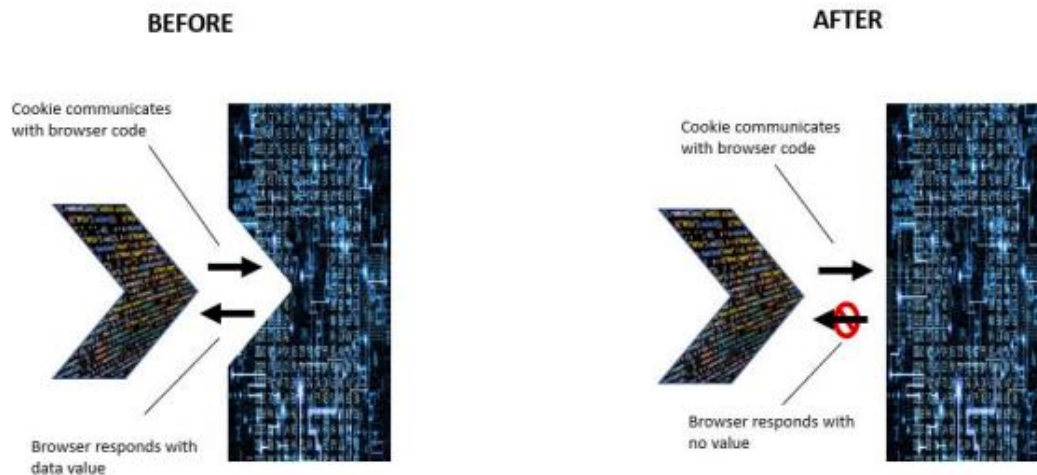 BEFORE
AFTER
Cookie communicates
with browser code
Browser responds with
data value
Cookie communicates
with browser code
Browser responds with
no value